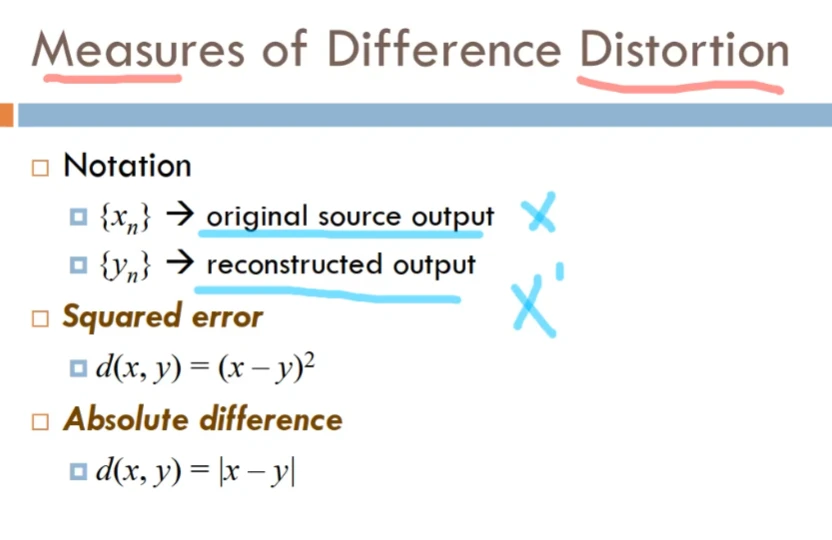 Measures of Difference Distortion
Notation
{xₙ} → original source output X
{yₙ} → reconstructed output
X'
Squared error
d(x, y) = (x – y)²
Absolute difference
d(x, y) = |x – y|